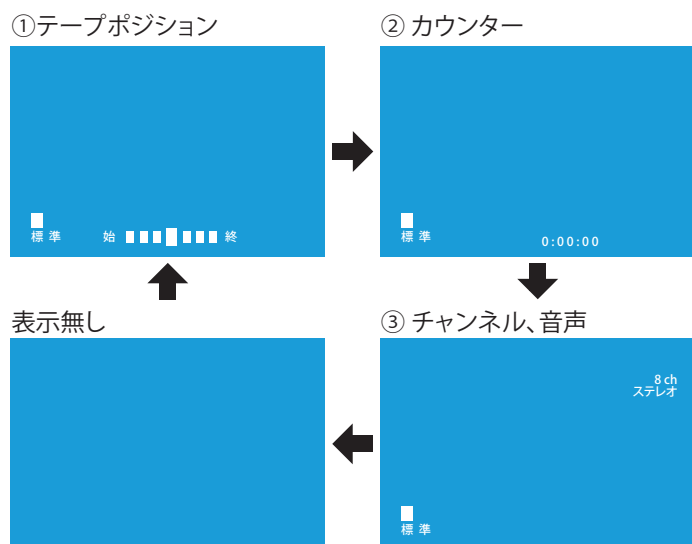 ①テープポジション
② カウンター
標 準
始
終
標 準
0:00:00
表示無し
③ チャンネル、音声
8 ch
ステレオ
標 準